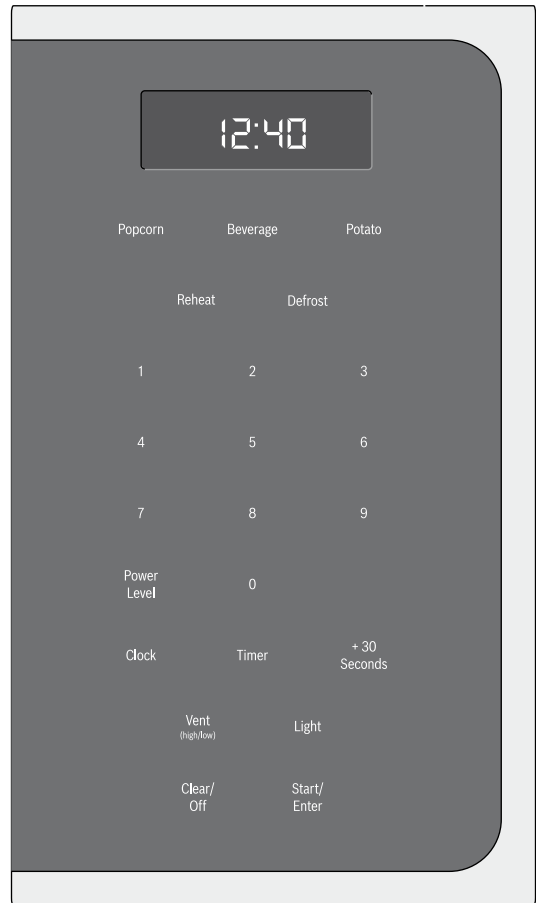 12:40
Popcorn Beverage Potato
Reheat Defrost
1 2 3
4 5 6
7 8 9
Power
Level
0
Clock Timer
+ 30
Seconds
Vent
(high/low)
Light
Clear/
Off
Start/
Enter